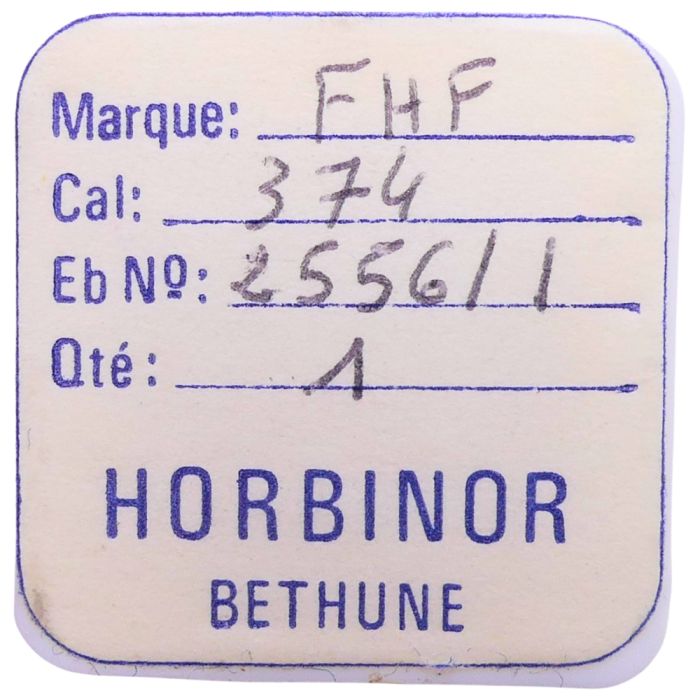 Marque: FHF
Cal: 374
Eb Nº: 2556/1
Qté: 1
HORBINOR
BETHUNE